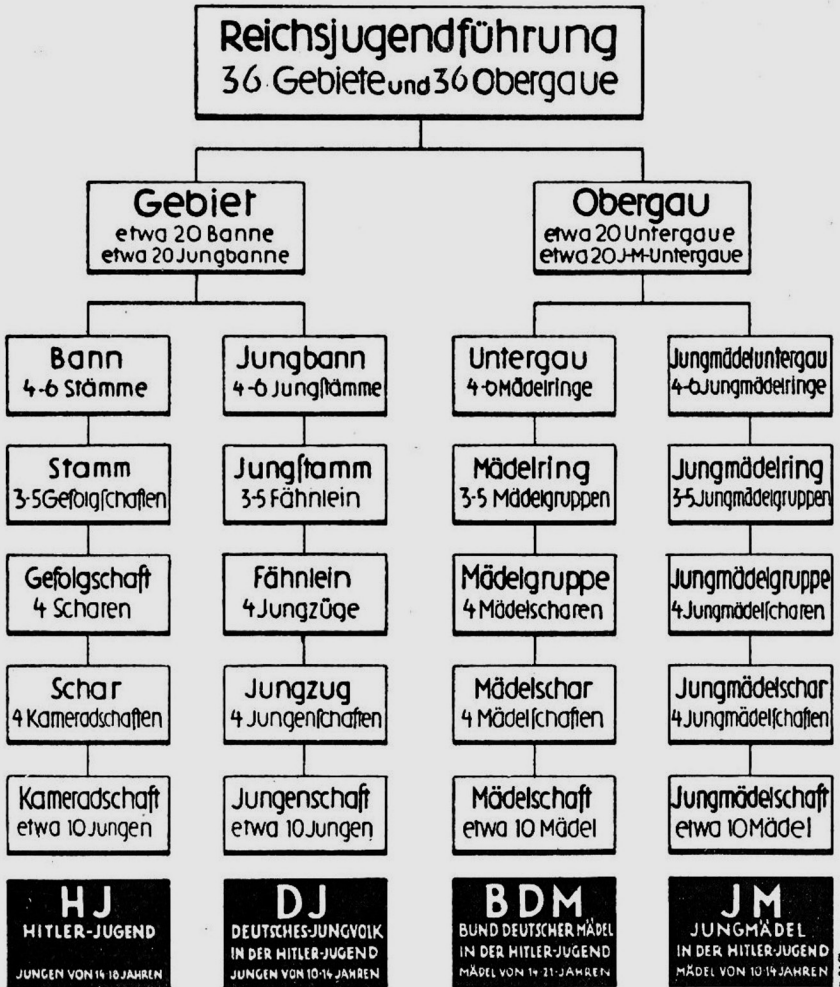 Reichsjugendführung
36 Gebiete und 36 Obergaue
Gebiet
etwa 20 Banne
etwa 20 Jungbanne
Obergau
etwa 20 Untergaue
etwa 20 J-M-Untergaue
Bann
4-6 Stämme
Jungbann
4-6 Jungſtämme
Untergau
4-6 Mädelringe
Jungmädeluntergau
4-6 Jungmädelringe
Stamm
3-5 Gefolgſchaften
Jungſtamm
3-5 Fähnlein
Mädelring
3-5 Mädelgruppen
Jungmädelring
3-5 Jungmädelgruppen
Gefolgschaft
4 Scharen
Fähnlein
4 Jungzüge
Mädelgruppe
4 Mädelscharen
Jungmädelgruppe
4 Jungmädelſcharen
Schar
4 Kameradschaften
Jungzug
4 Jungenſchaften
Mädelschar
4 Mädelſchaften
Jungmädelschar
4 Jungmädelſchaften
Kameradschaft
etwa 10 Jungen
Jungenschaft
etwa 10 Jungen
Mädelschaft
etwa 10 Mädel
Jungmädelschaft
etwa 10 Mädel
HJ
HITLER-JUGEND
JUNGEN VON 14-18 JAHREN
DJ
DEUTSCHES-JUNGVOLK
IN DER HITLER-JUGEND
JUNGEN VON 10-14 JAHREN
BDM
BUND DEUTSCHER MÄDEL
IN DER HITLER-JUGEND
MÄDEL VON 14-21-JAHREN
JM
JUNGMÄDEL
IN DER HITLER-JUGEND
MÄDEL VON 10-14 JAHREN